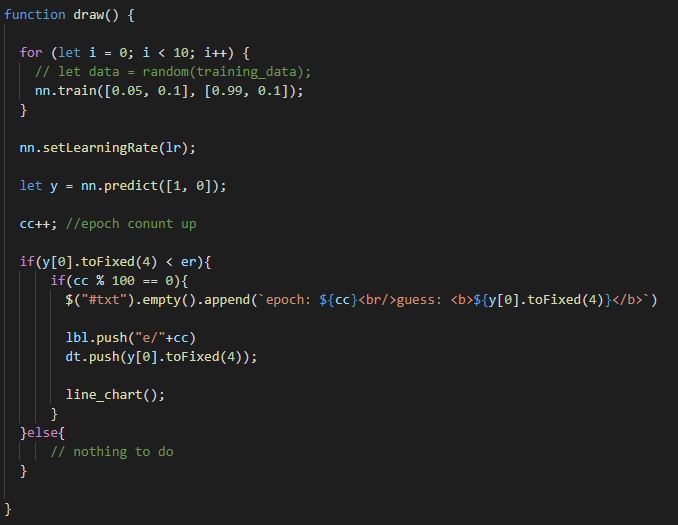 function draw() {
for (let i = 0; i < 10; i++) {
// let data = random(training_data);
nn.train([0.05, 0.1], [0.99, 0.1]);
}
nn.setLearningRate(lr);
let y = nn.predict([1, 0]);
cc++; //epoch conunt up
if(y[0].toFixed(4) < er){
if(cc % 100 == 0){
$("#txt").empty().append(`epoch: ${cc}<br/>guess: <b>${y[0].toFixed(4)}</b>`)
lbl.push("e/"+cc)
dt.push(y[0].toFixed(4));
line_chart();
}
}else{
// nothing to do
}
}